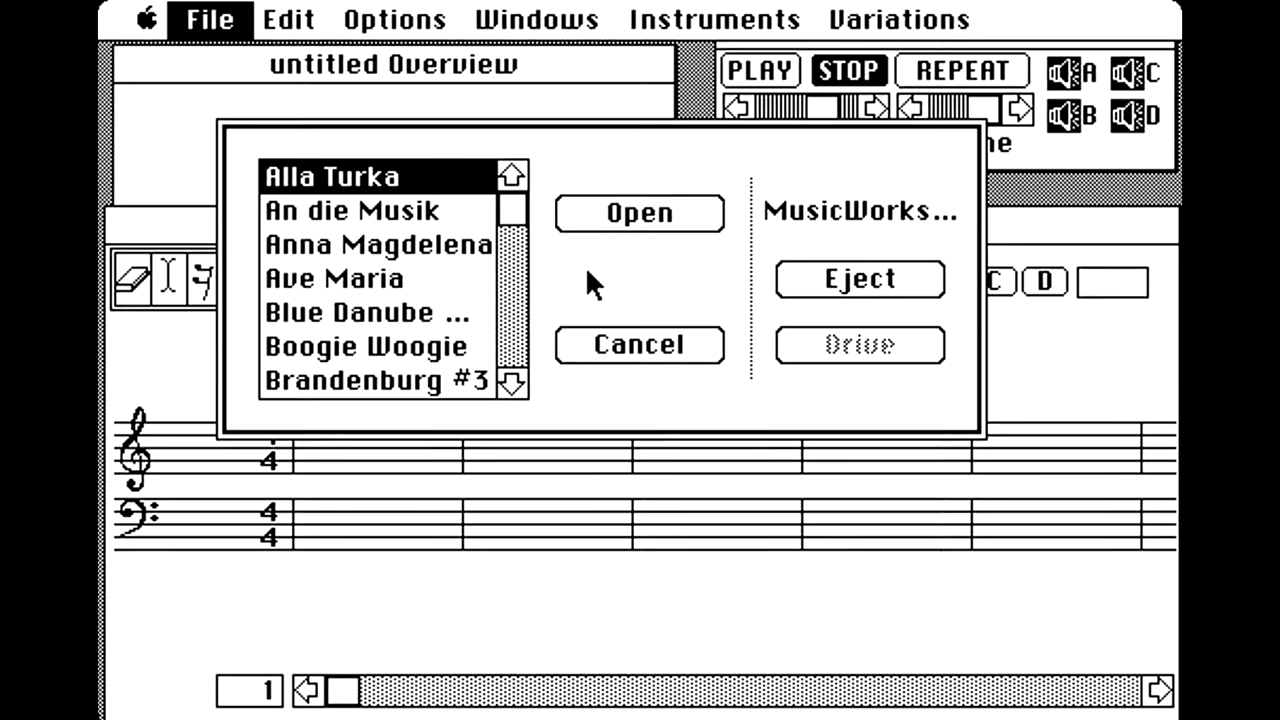 File Edit Options Windows Instruments Variations
untitled Overview
PLAY STOP REPEAT
A C
B D
Alla Turka
An die Musik
Anna Magdelena
Ave Maria
Blue Danube ...
Boogie Woogie
Brandenburg #3
Open
Cancel
MusicWorks...
Eject
Drive
C D
4
4
4
1